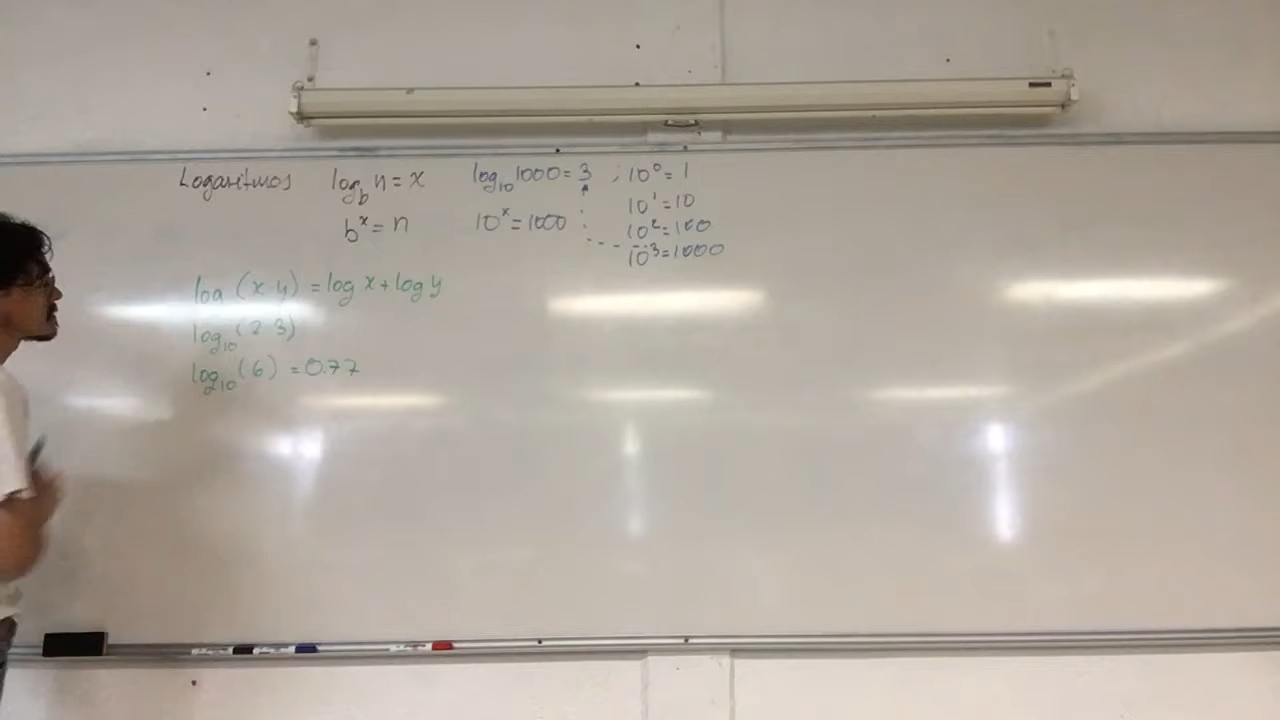 Logaritmos
log_b n = x
b^x = n
log_10 1000 = 3 ; 10^0 = 1
10^x = 1000
10^1 = 10
10^2 = 100
10^3 = 1000
log (x·y) = log x + log y
log_10 (2·3)
log_10 (6) = 0.77